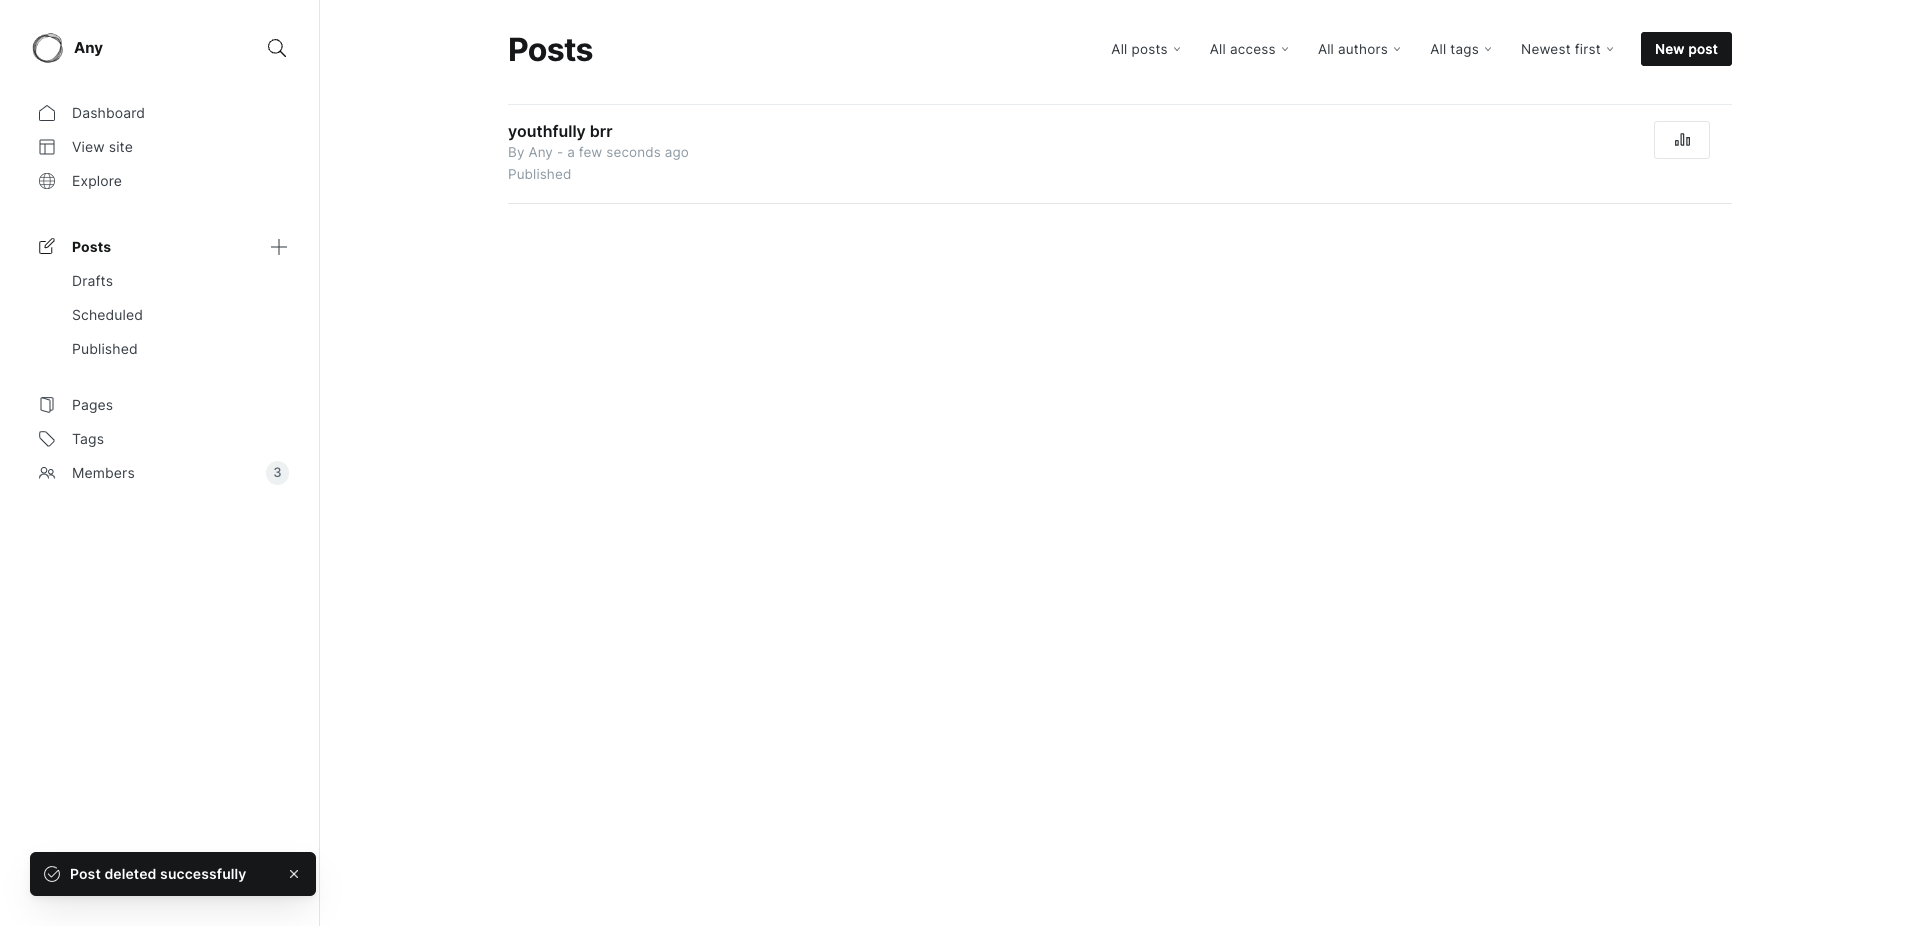 Any
Dashboard
View site
Explore
Posts
Drafts
Scheduled
Published
Pages
Tags
Members 3
Post deleted successfully
Posts
All posts All access All authors All tags Newest first New post
youthfully brr
By Any - a few seconds ago
Published